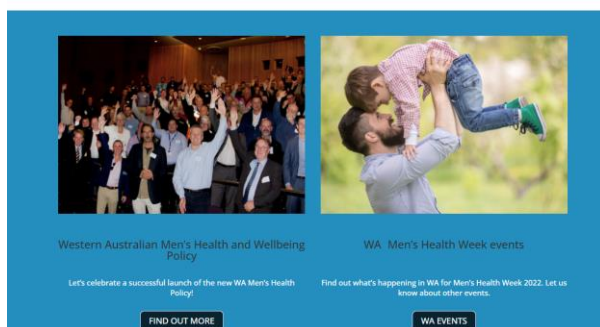 Western Australian Men's Health and Wellbeing
Policy
Let's celebrate a successful launch of the new WA Men's Health
Policy!
FIND OUT MORE
WA Men's Health Week events
Find out what's happening in WA for Men's Health Week 2022. Let us
know about other events.
WA EVENTS